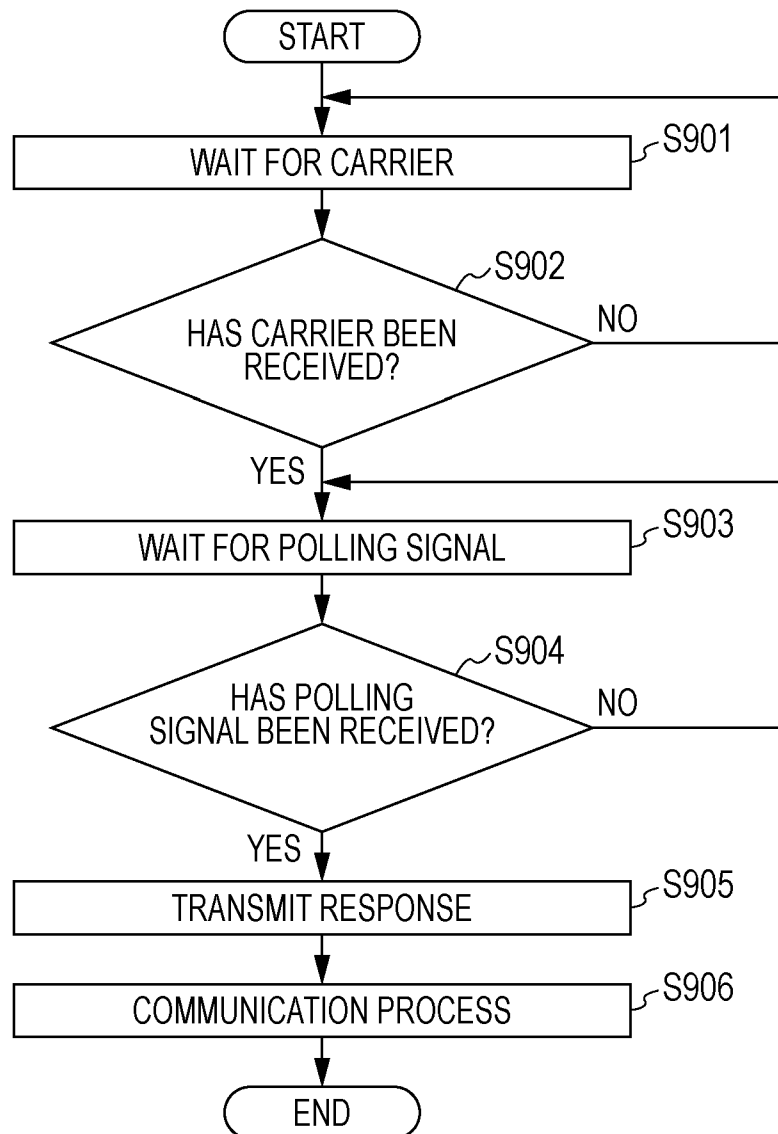 START
WAIT FOR CARRIER
S901
S902
HAS CARRIER BEEN
RECEIVED?
NO
YES
WAIT FOR POLLING SIGNAL
S903
S904
HAS POLLING
SIGNAL BEEN RECEIVED?
NO
YES
TRANSMIT RESPONSE
S905
COMMUNICATION PROCESS
S906
END